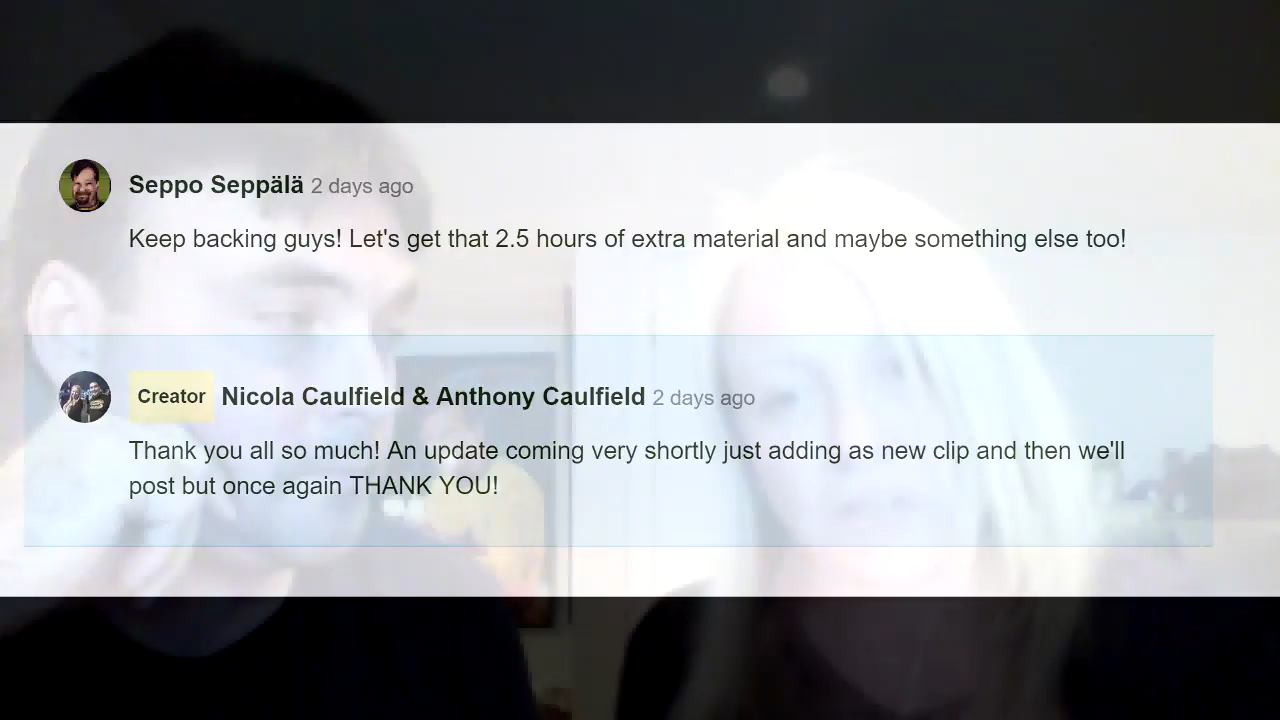 Seppo Seppälä 2 days ago
Keep backing guys! Let's get that 2.5 hours of extra material and maybe something else too!
Creator Nicola Caulfield & Anthony Caulfield 2 days ago
Thank you all so much! An update coming very shortly just adding as new clip and then we'll
post but once again THANK YOU!